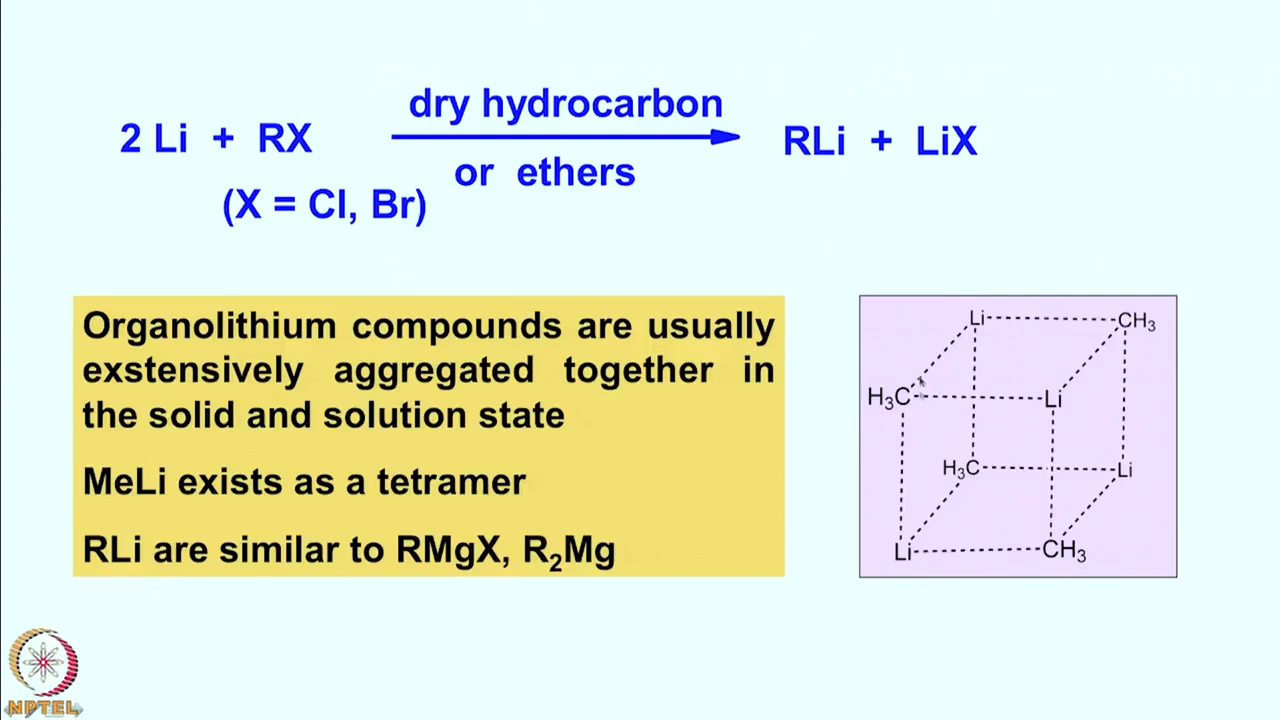 dry hydrocarbon
2 Li + RX
RLi + LiX
or ethers
(X = Cl, Br)
Organolithium compounds are usually
exstensively aggregated together in
the solid and solution state
MeLi exists as a tetramer
RLi are similar to RMgX, R₂Mg
Li CH₃
H₃C Li
H₃C Li
Li CH₃
NPTEL